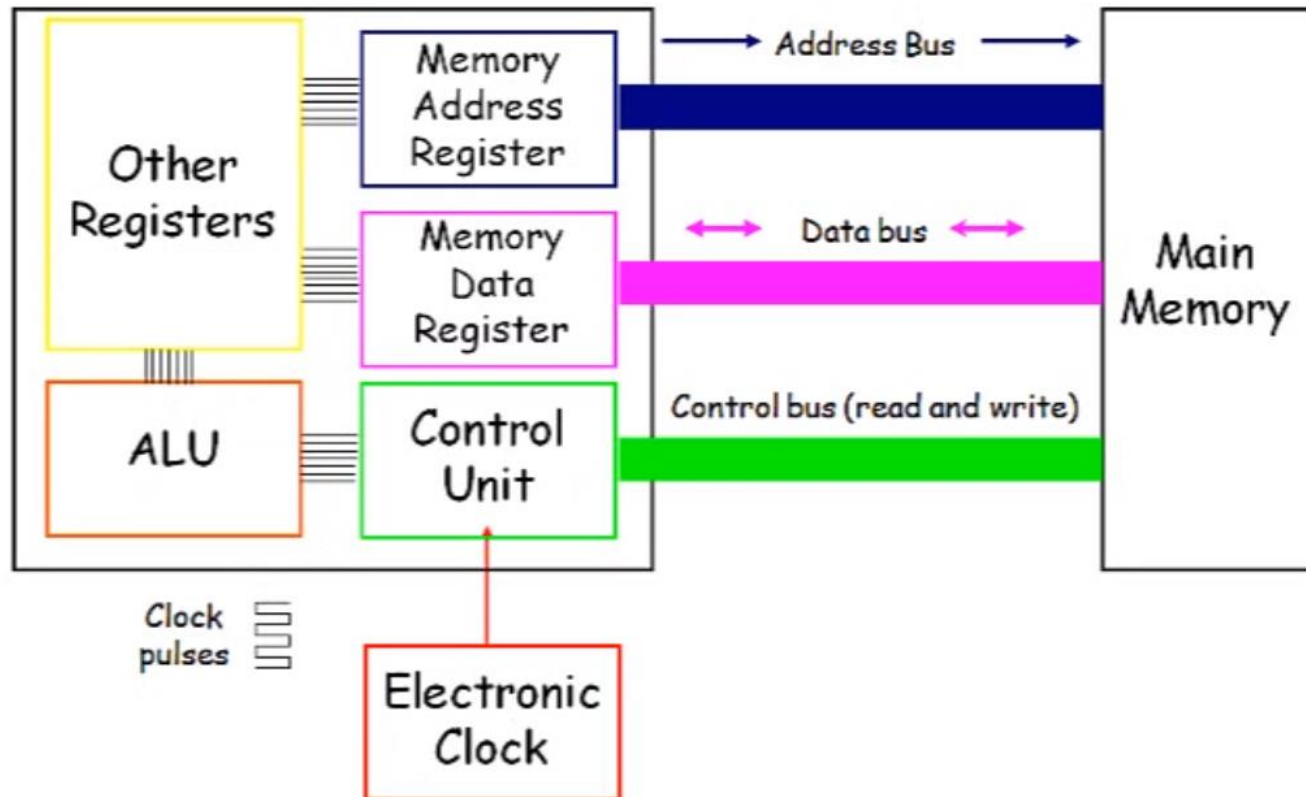 Other
Registers
Memory
Address
Register
Address Bus
Memory
Data
Register
Data bus
Main
Memory
ALU
Control
Unit
Control bus (read and write)
Clock
pulses
Electronic
Clock